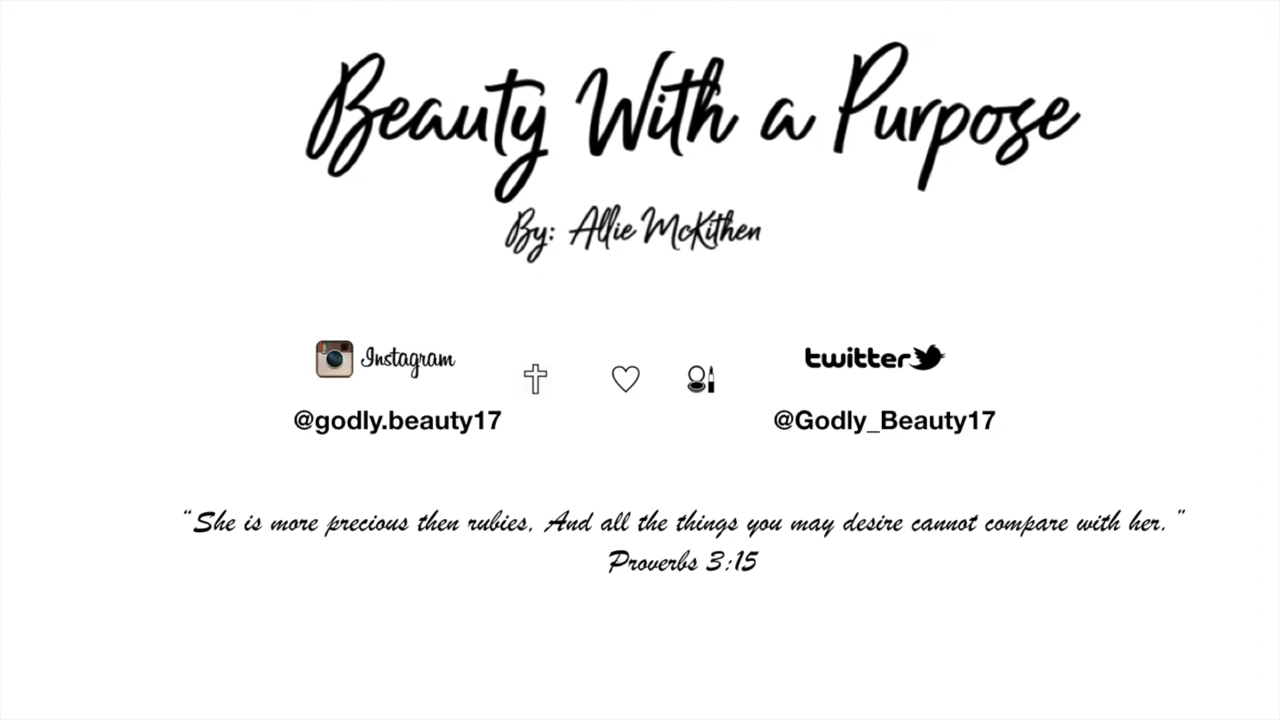 Beauty With a Purpose
By: Allie McKithen
Instagram
twitter
@godly.beauty17
@Godly_Beauty17
"She is more precious then rubies, And all the things you may desire cannot compare with her."
Proverbs 3:15